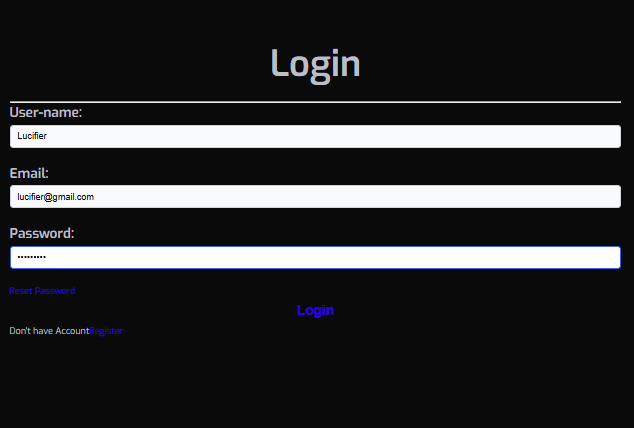 Login
User-name:
Lucifier
Email:
lucifier@gmail.com
Password:
•••••••••
Reset Password
Login
Don't have AccountRegister